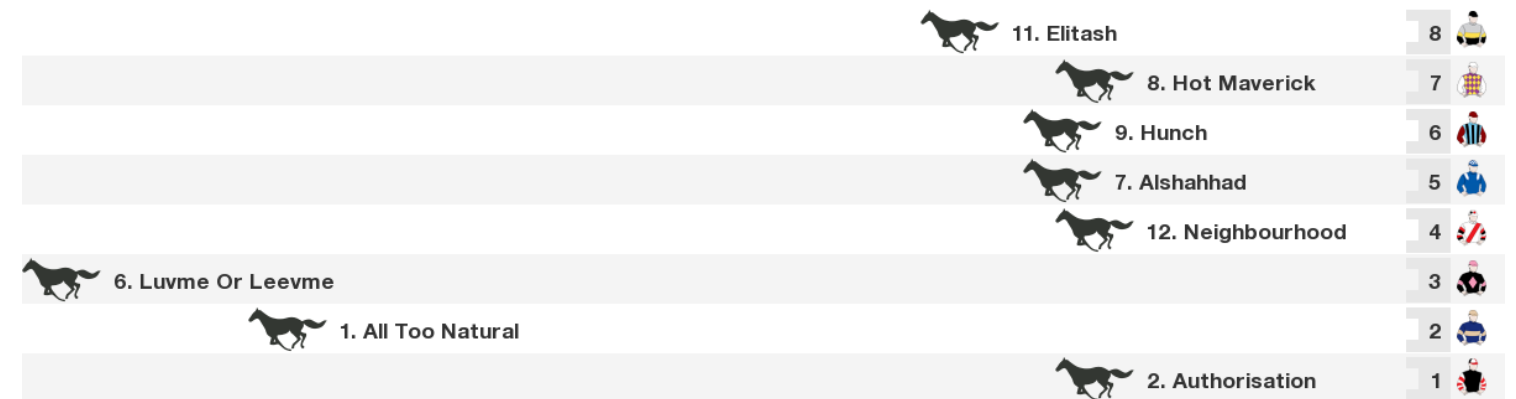 11. Elitash 8
8. Hot Maverick 7
9. Hunch 6
7. Alshahhad 5
12. Neighbourhood 4
6. Luvme Or Leevme 3
1. All Too Natural 2
2. Authorisation 1